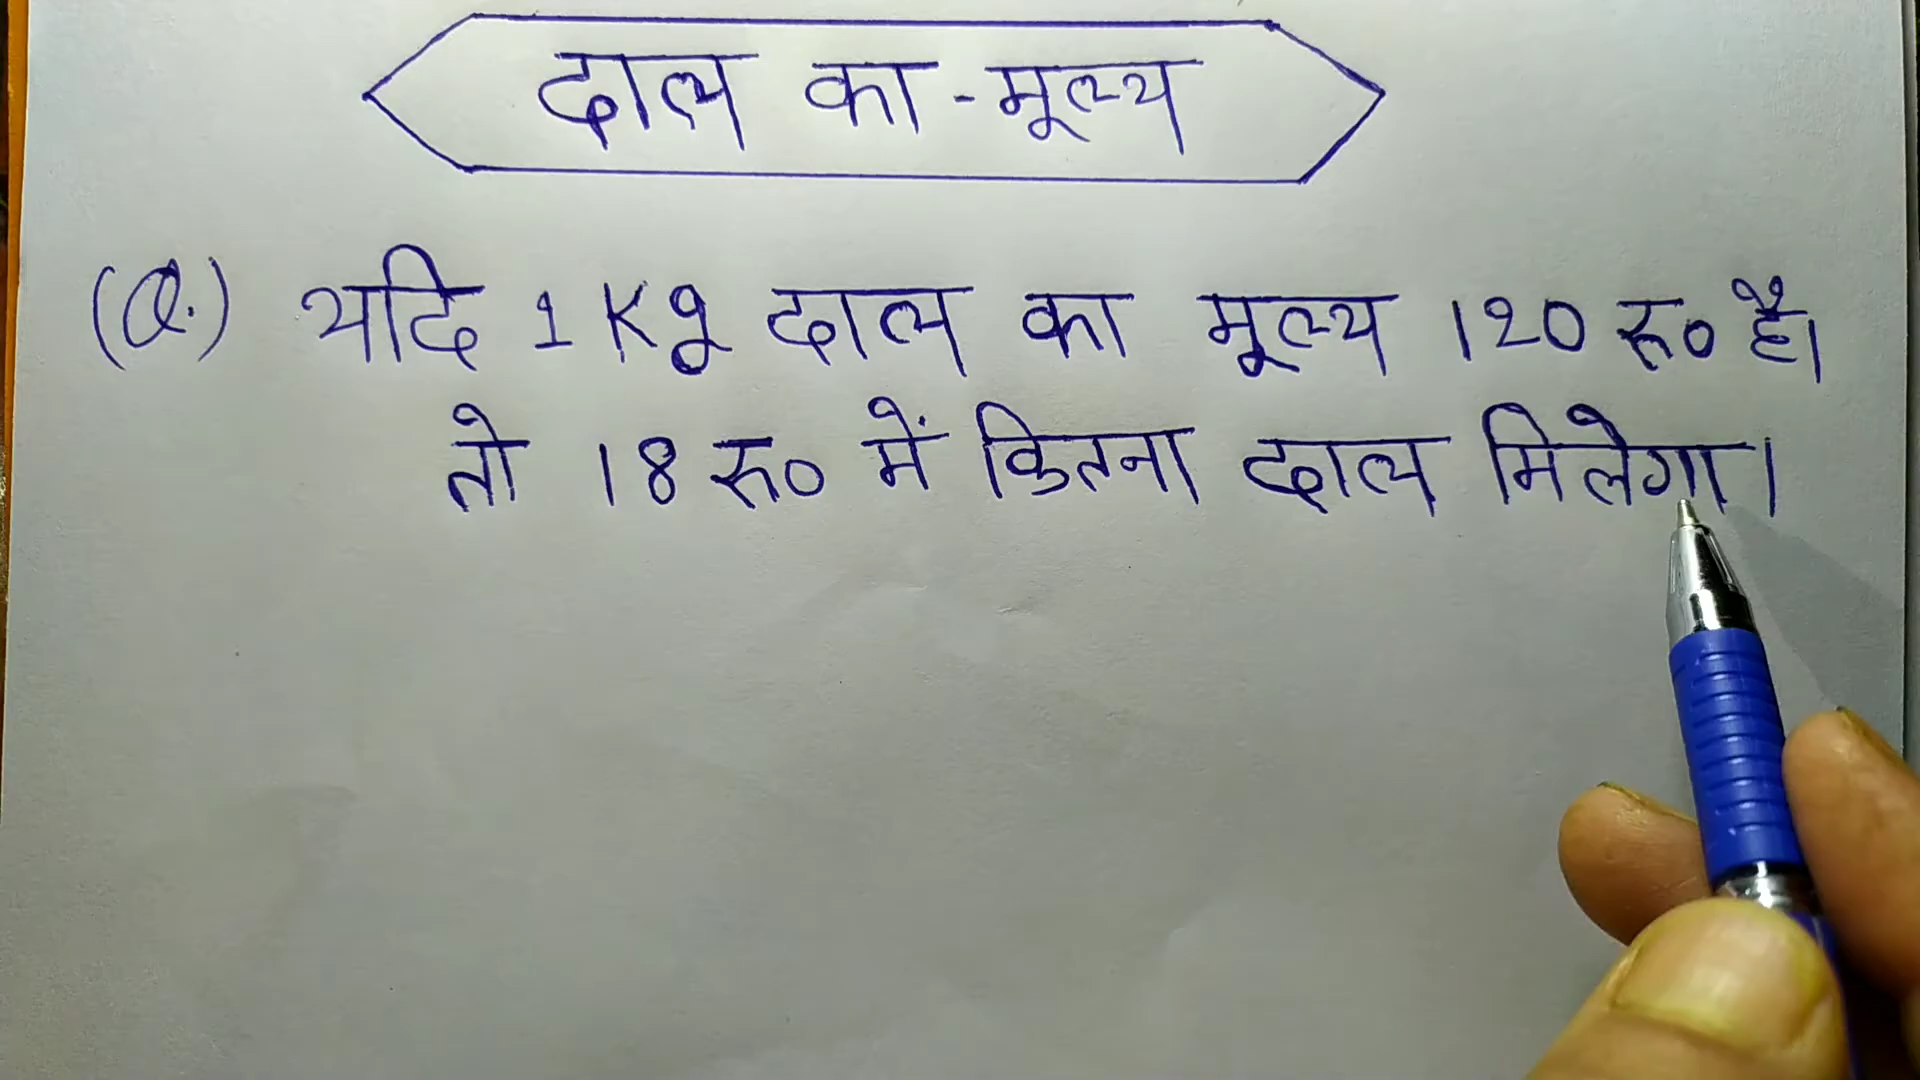 दाल का - मूल्य
(Q.) यदि 1 Kg दाल का मूल्य 120 रु० है।
तो 18 रु० में कितना दाल मिलेगा।